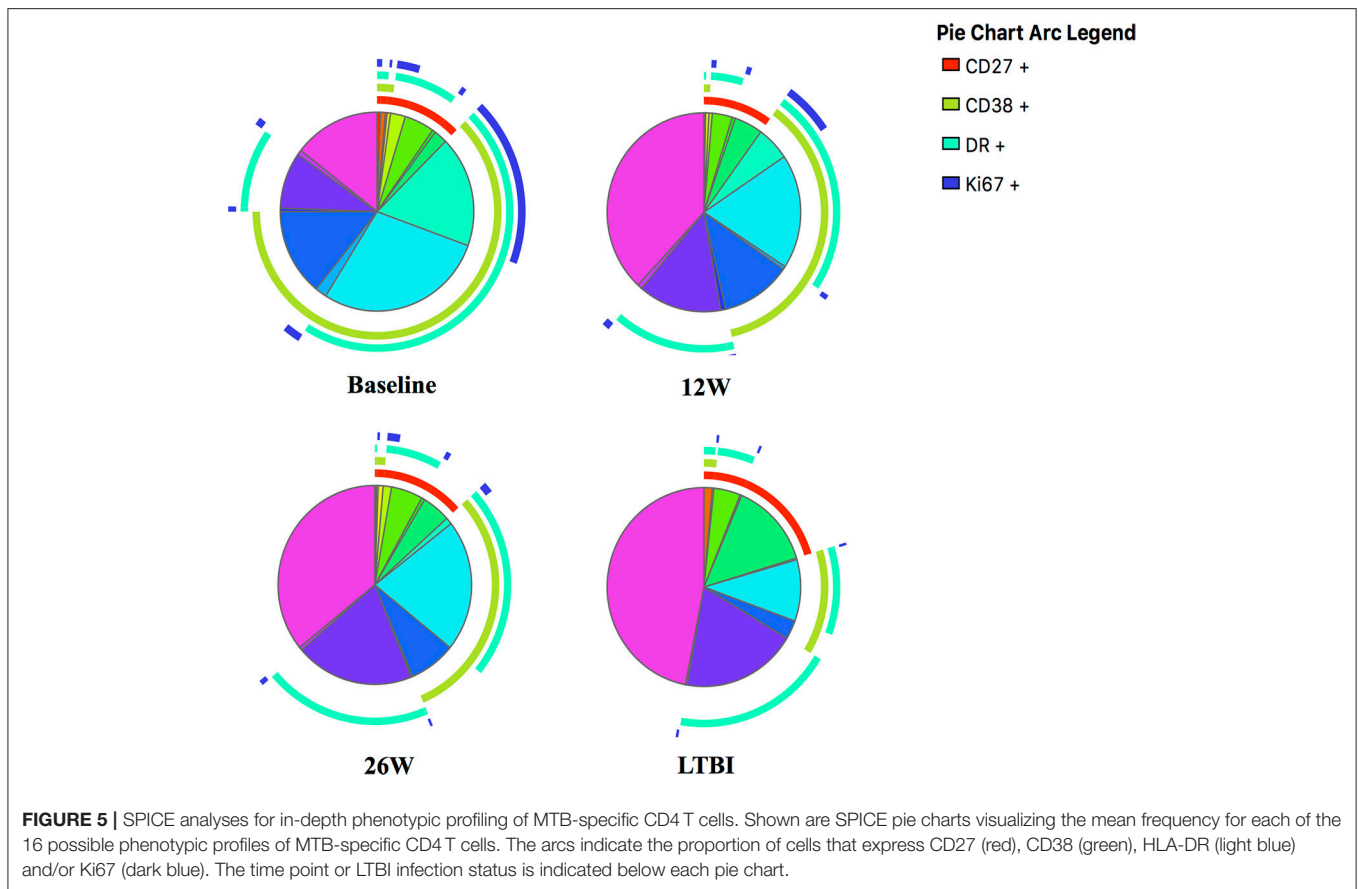 Pie Chart Arc Legend
CD27 +
CD38 +
DR +
Ki67 +
Baseline
12W
26W
LTBI
FIGURE 5 | SPICE analyses for in-depth phenotypic profiling of MTB-specific CD4 T cells. Shown are SPICE pie charts visualizing the mean frequency for each of the
16 possible phenotypic profiles of MTB-specific CD4 T cells. The arcs indicate the proportion of cells that express CD27 (red), CD38 (green), HLA-DR (light blue)
and/or Ki67 (dark blue). The time point or LTBI infection status is indicated below each pie chart.